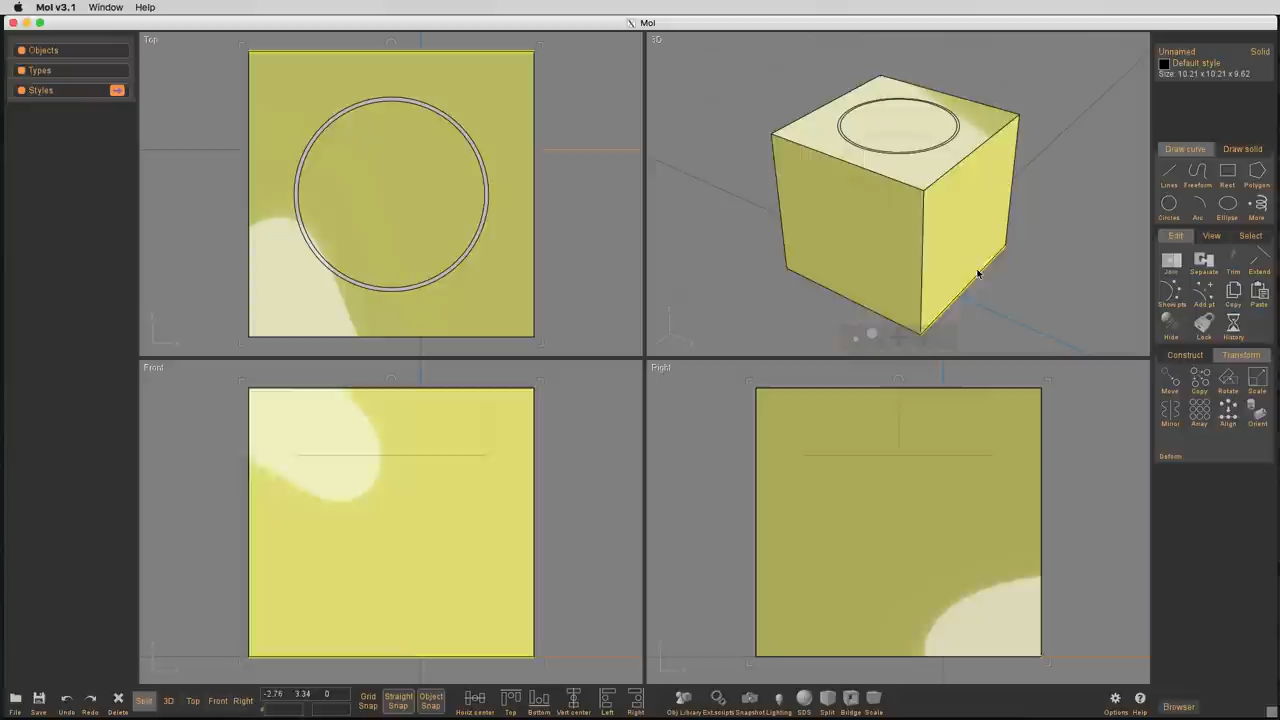 MoI v3.1 Window Help
MoI
Objects
Types
Styles
Top
3D
Front
Right
Unnamed Solid
Default style
Size: 10.21 x 10.21 x 9.62
Draw curve Draw solid
Lines Freeform Rect Polygon
Circles Arc Ellipse More
Edit View Select
Join Separate Trim Extend
Show pts Add pt Copy Paste
Hide Lock History
Construct Transform
Move Copy Rotate Scale
Mirror Array Align Orient
Deform
File Save Undo Redo Delete Split 3D Top Front Right -2.76 3.34 0 Grid Snap Straight Snap Object Snap Horiz center Top Bottom Vert center Left Right Obj Library Ext.scripts Snapshot Lighting SDS Split Bridge Scale Options Help
Browser